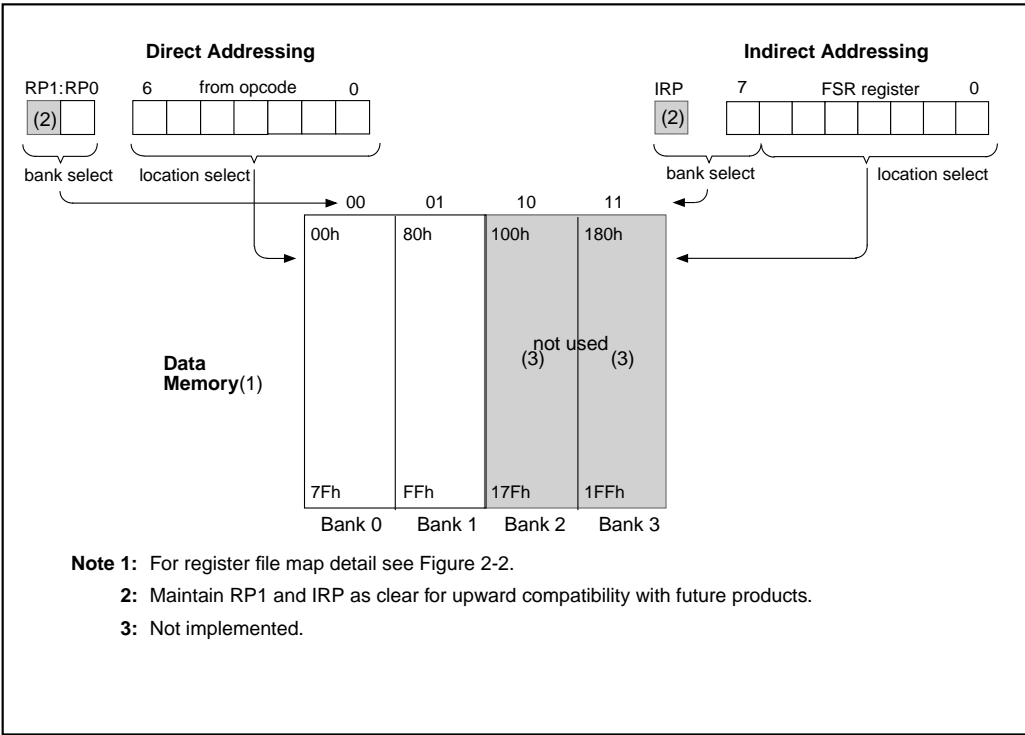 Direct Addressing
Indirect Addressing
RP1:RP0 6 from opcode 0
IRP 7 FSR register 0
(2)
(2)
bank select location select
bank select location select
00 01 10 11
00h 80h 100h 180h
not used
(3) (3)
Data
Memory(1)
7Fh FFh 17Fh 1FFh
Bank 0 Bank 1 Bank 2 Bank 3
Note 1: For register file map detail see Figure 2-2.
2: Maintain RP1 and IRP as clear for upward compatibility with future products.
3: Not implemented.